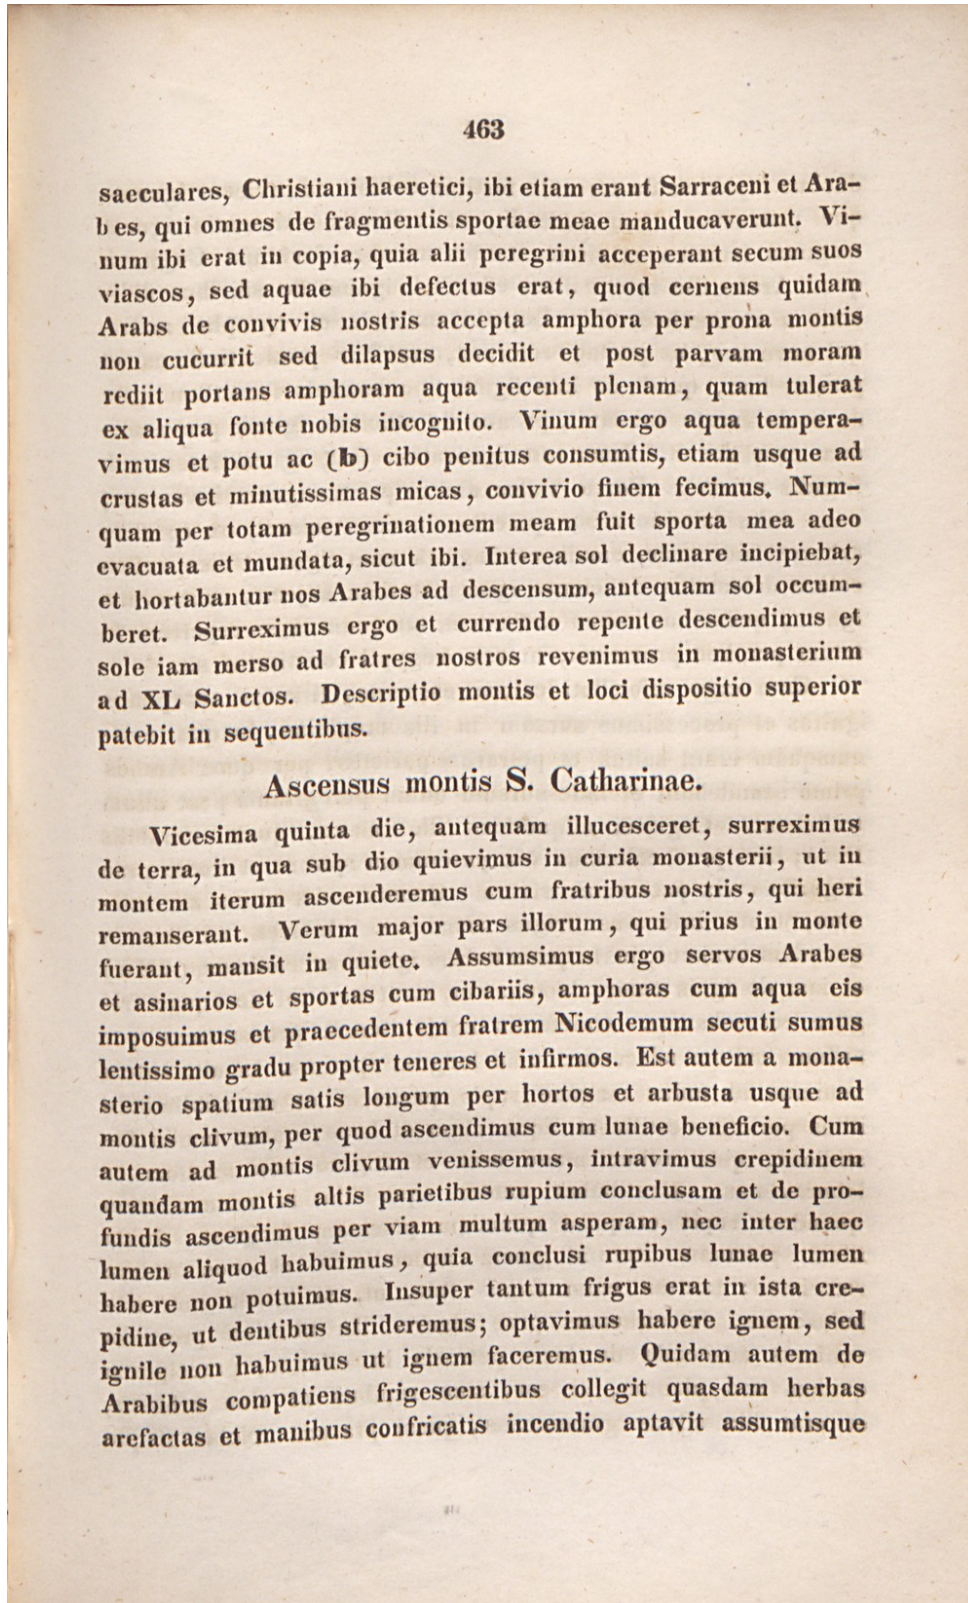 463
saeculares, Christiani haeretici, ibi etiam erant Sarraceni et Ara-
bes, qui omnes de fragmentis sportae meae manducaverunt. Vi-
num ibi erat in copia, quia alii peregrini acceperant secum suos
viascos, sed aquae ibi defectus erat, quod cernens quidam
Arabs de convivis nostris accepta amphora per prona montis
non cucurrit sed dilapsus decidit et post parvam moram
rediit portans amphoram aqua recenti plenam, quam tulerat
ex aliqua fonte nobis incognito. Vinum ergo aqua tempera-
vimus et potu ac (b) cibo penitus consumtis, etiam usque ad
crustas et minutissimas micas, convivio finem fecimus. Num-
quam per totam peregrinationem meam fuit sporta mea adeo
evacuata et mundata, sicut ibi. Interea sol declinare incipiebat,
et hortabantur nos Arabes ad descensum, antequam sol occum-
beret. Surreximus ergo et currendo repente descendimus et
sole iam merso ad fratres nostros revenimus in monasterium
ad XL Sanctos. Descriptio montis et loci dispositio superior
patebit in sequentibus.
Ascensus montis S. Catharinae.
Vicesima quinta die, antequam illucesceret, surreximus
de terra, in qua sub dio quievimus in curia monasterii, ut in
montem iterum ascenderemus cum fratribus nostris, qui heri
remanserant. Verum major pars illorum, qui prius in monte
fuerant, mansit in quiete. Assumsimus ergo servos Arabes
et asinarios et sportas cum cibariis, amphoras cum aqua eis
imposuimus et praecedentem fratrem Nicodemum secuti sumus
lentissimo gradu propter teneres et infirmos. Est autem a mona-
sterio spatium satis longum per hortos et arbusta usque ad
montis clivum, per quod ascendimus cum lunae beneficio. Cum
autem ad montis clivum venissemus, intravimus crepidinem
quandam montis altis parietibus rupium conclusam et de pro-
fundis ascendimus per viam multum asperam, nec inter haec
lumen aliquod habuimus, quia conclusi rupibus lunae lumen
habere non potuimus. Insuper tantum frigus erat in ista cre-
pidine, ut dentibus strideremus; optavimus habere ignem, sed
ignile non habuimus ut ignem faceremus. Quidam autem de
Arabibus compatiens frigescentibus collegit quasdam herbas
arefactas et manibus confricatis incendio aptavit assumtisque